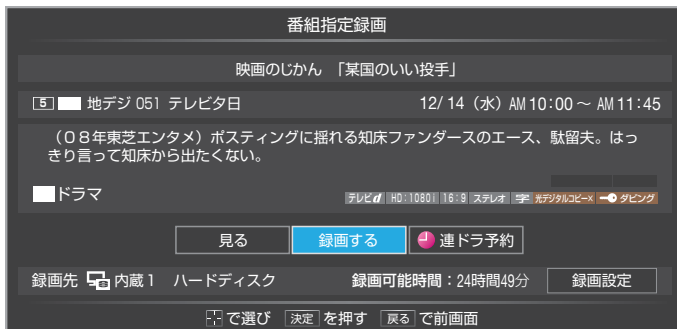 番組指定録画
映画のじかん 「某国のいい投手」
5 地デジ 051 テレビタ日 12/14（水）AM10:00～AM11:45
（０８年東芝エンタメ）ポスティングに揺れる知床ファンダースのエース、駄留夫。はっ
きり言って知床から出たくない。
ドラマ
テレビd HD:1080i 16:9 ステレオ 字 光デジタルコピー× ダビング
見る 録画する 連ドラ予約
録画先 内蔵1 ハードディスク 録画可能時間：24時間49分 録画設定
で選び 決定 を押す 戻る で前画面